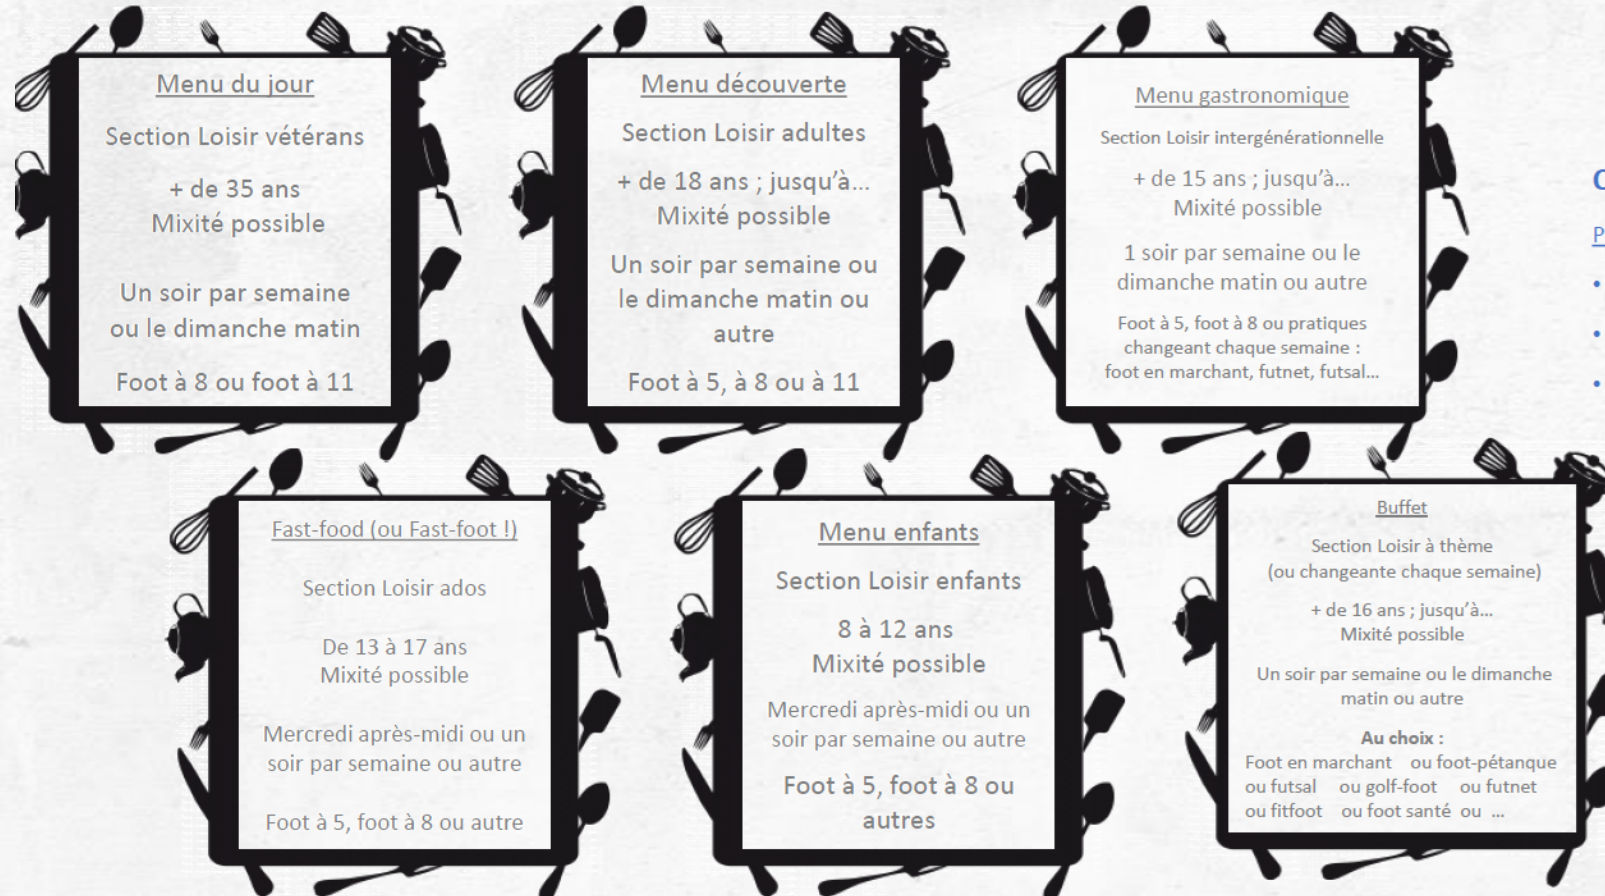 Menu du jour
Section Loisir vétérans
+ de 35 ans
Mixité possible
Un soir par semaine
ou le dimanche matin
Foot à 8 ou foot à 11
Menu découverte
Section Loisir adultes
+ de 18 ans ; jusqu’à...
Mixité possible
Un soir par semaine ou
le dimanche matin ou
autre
Foot à 5, à 8 ou à 11
Menu gastronomique
Section Loisir intergénérationnelle
+ de 15 ans ; jusqu’à...
Mixité possible
1 soir par semaine ou le
dimanche matin ou autre
Foot à 5, foot à 8 ou pratiques
changeant chaque semaine :
foot en marchant, futnet, futsal...
Fast-food (ou Fast-foot !)
Section Loisir ados
De 13 à 17 ans
Mixité possible
Mercredi après-midi ou un
soir par semaine ou autre
Foot à 5, foot à 8 ou autre
Menu enfants
Section Loisir enfants
8 à 12 ans
Mixité possible
Mercredi après-midi ou un
soir par semaine ou autre
Foot à 5, foot à 8 ou
autres
Buffet
Section Loisir à thème
(ou changeante chaque semaine)
+ de 16 ans ; jusqu’à...
Mixité possible
Un soir par semaine ou le dimanche
matin ou autre
Au choix :
Foot en marchant ou foot-pétanque
ou futsal ou golf-foot ou futnet
ou fitfoot ou foot santé ou ...